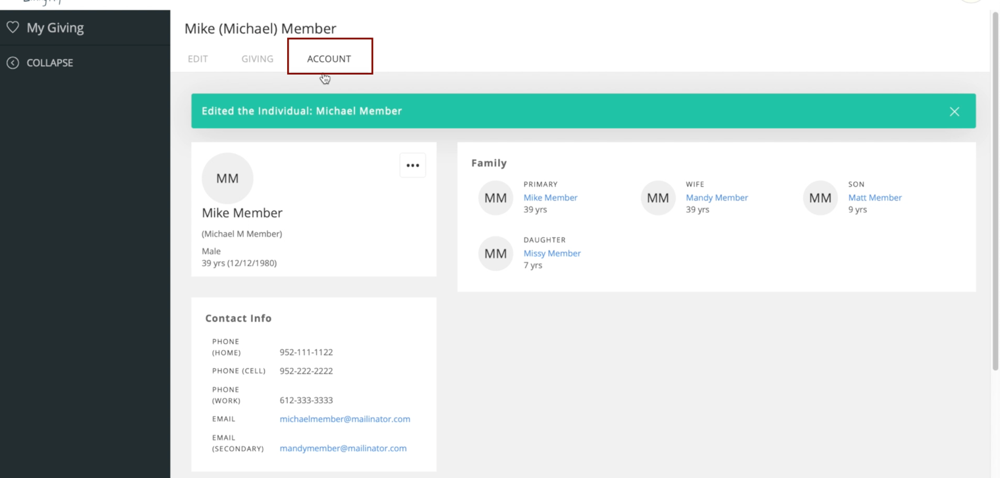 My Giving
COLLAPSE
Mike (Michael) Member
EDIT GIVING ACCOUNT
Edited the Individual: Michael Member
MM
Mike Member
(Michael M Member)
Male
39 yrs (12/12/1980)
Family
MM
PRIMARY
Mike Member
39 yrs
MM
WIFE
Mandy Member
39 yrs
MM
SON
Matt Member
9 yrs
MM
DAUGHTER
Missy Member
7 yrs
Contact Info
PHONE
(HOME) 952-111-1122
PHONE (CELL) 952-222-2222
PHONE
(WORK) 612-333-3333
EMAIL michaelmember@mailinator.com
EMAIL
(SECONDARY) mandymember@mailinator.com